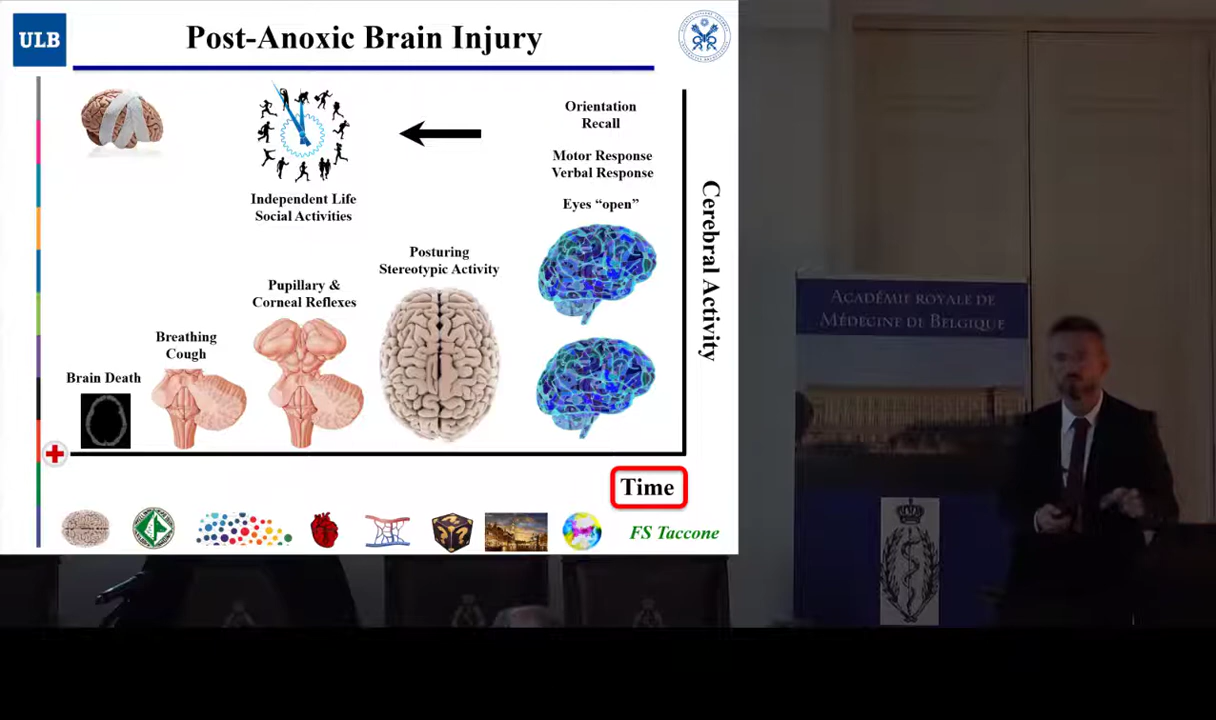 ULB
Post-Anoxic Brain Injury
Orientation
Recall
Motor Response
Verbal Response
Eyes “open”
Independent Life
Social Activities
Posturing
Stereotypic Activity
Pupillary &
Corneal Reflexes
Breathing
Cough
Brain Death
Cerebral Activity
Time
FS Taccone
Académie royale de
Médecine de Belgique